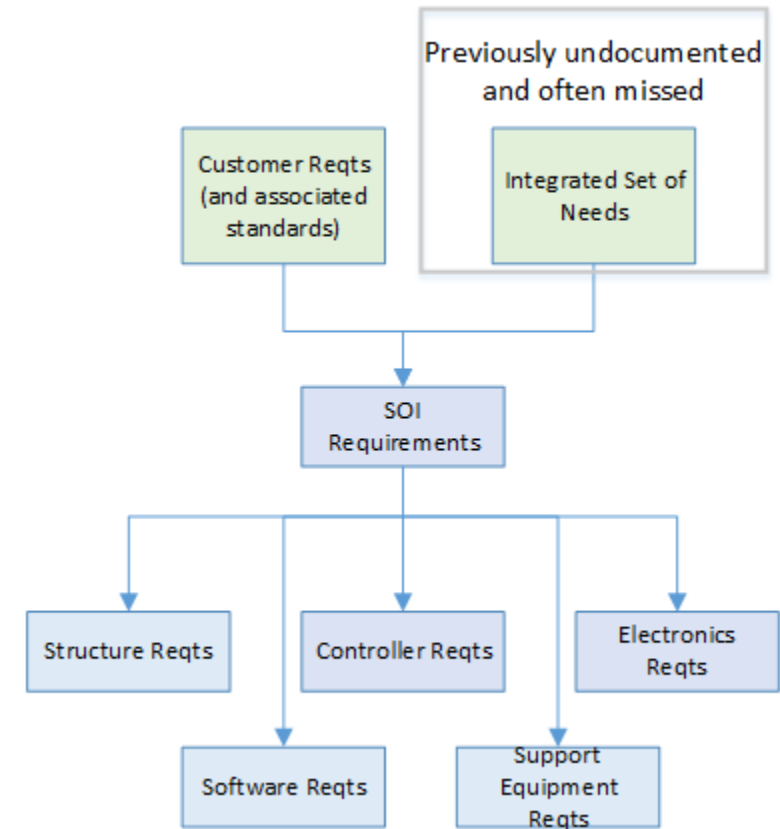 Previously undocumented
and often missed
Customer Reqts
(and associated
standards)
Integrated Set of
Needs
SOI
Requirements
Structure Reqts
Controller Reqts
Electronics
Reqts
Software Reqts
Support
Equipment
Reqts